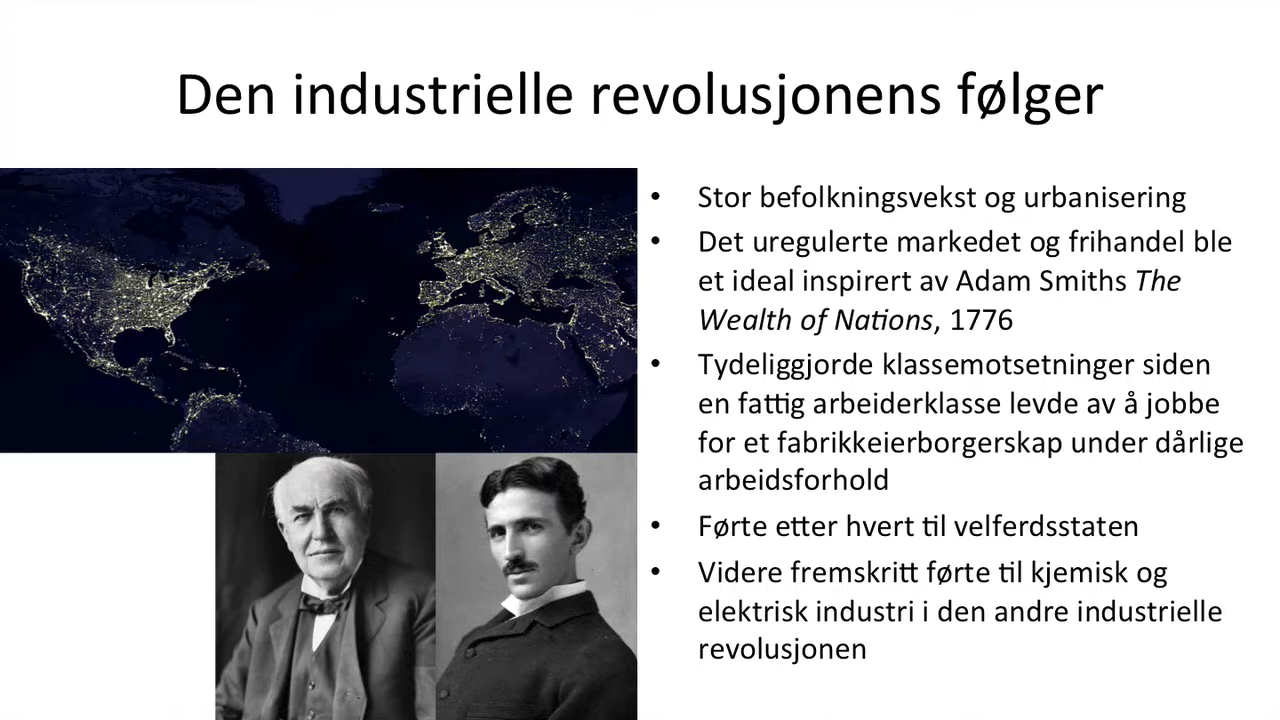 Den industrielle revolusjonens følger
• Stor befolkningsvekst og urbanisering
• Det uregulerte markedet og frihandel ble
et ideal inspirert av Adam Smiths The
Wealth of Nations, 1776
• Tydeliggjorde klassemotsetninger siden
en fattig arbeiderklasse levde av å jobbe
for et fabrikkeierborgerskap under dårlige
arbeidsforhold
• Førte etter hvert til velferdsstaten
• Videre fremskritt førte til kjemisk og
elektrisk industri i den andre industrielle
revolusjonen